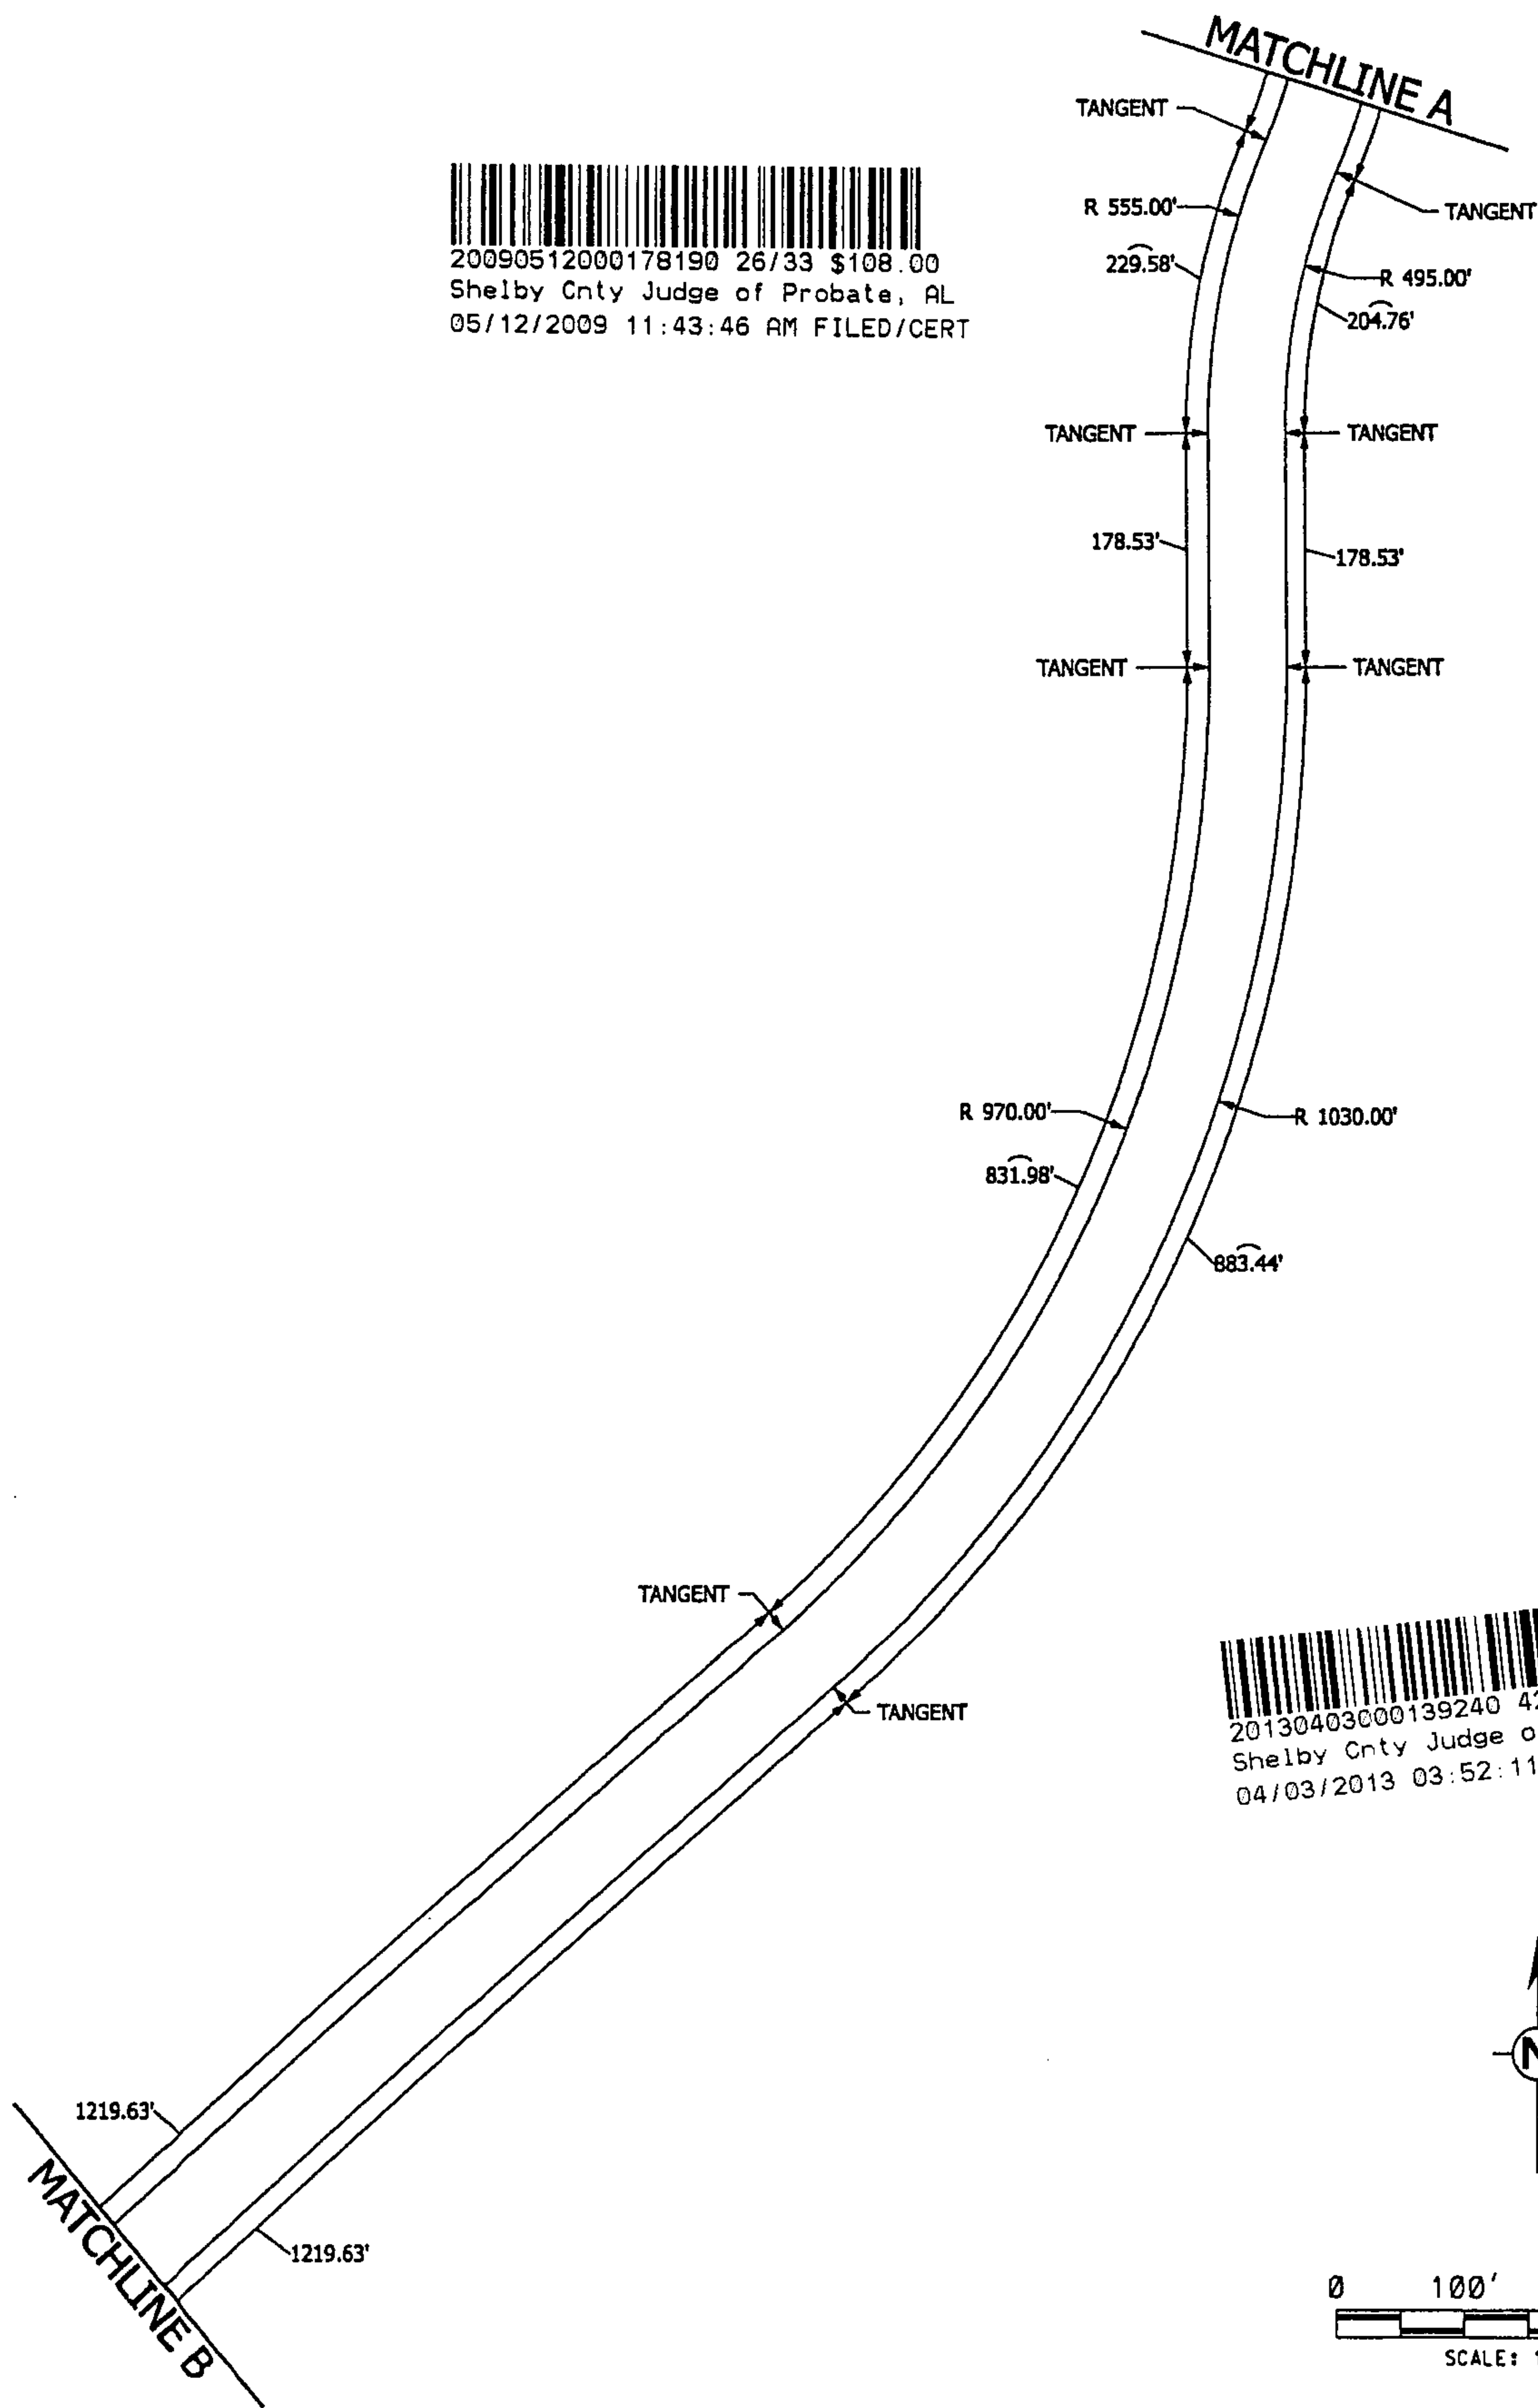 MATCHLINE A
TANGENT
20090512000178190 26/33 $108.00
Shelby Cnty Judge of Probate, AL
05/12/2009 11:43:46 AM FILED/CERT
R 555.00'
TANGENT
229.58'
R 495.00'
204.76'
TANGENT
TANGENT
178.53'
178.53'
TANGENT
TANGENT
R 970.00'
R 1030.00'
831.98'
883.44'
TANGENT
TANGENT
20130403000139240
Shelby Cnty Judge
04/03/2013 03:52:11
N
1219.63'
MATCHLINE B
1219.63'
0 100'
SCALE: